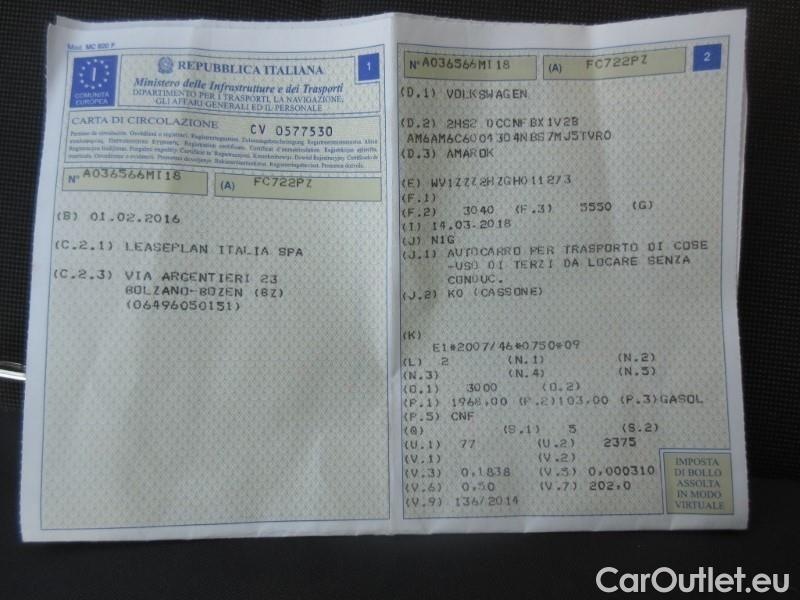 Mod. MC 820 F
REPUBBLICA ITALIANA
1
I
COMUNITÀ
EUROPEA
Ministero delle Infrastrutture e dei Trasporti
DIPARTIMENTO PER I TRASPORTI, LA NAVIGAZIONE,
GLI AFFARI GENERALI ED IL PERSONALE
CARTA DI CIRCOLAZIONE
CV 0577530
N° A036566MI18
(A) FC722PZ
(B) 01.02.2016
(C.2.1) LEASEPLAN ITALIA SPA
(C.2.3) VIA ARGENTIERI 23
BOLZANO-BOZEN (BZ)
(06496050151)
N° A036566MI18
(A) FC722PZ
2
(D.1) VOLKSWAGEN
(D.2) 2HS2 DCCNFBX1V2B
AM6AM6C6004304NBS7MJ5TVR0
(D.3) AMAROK
(E) WV1ZZZ2HZGH011273
(F.1)
(F.2) 3040 (F.3) 5550 (G)
(I) 14.03.2018
(J) N1G
(J.1) AUTOCARRO PER TRASPORTO DI COSE
-USO DI TERZI DA LOCARE SENZA
CONDUC.
(J.2) K0 (CASSONE)
(K)
E1*2007/46*0750*09
(L) 2 (N.1) (N.2)
(N.3) (N.4) (N.5)
(O.1) 3000 (O.2)
(P.1) 1968,00 (P.2)103,00 (P.3)GASOL
(P.5) CNF
(Q) (S.1) 5 (S.2)
(U.1) 77 (U.2) 2375
(V.1) (V.2)
(V.3) 0,1838 (V.5) 0,000310
(V.6) 0,50 (V.7) 202,0
(V.9) 136/2014
IMPOSTA
DI BOLLO
ASSOLTA
IN MODO
VIRTUALE
CarOutlet.eu